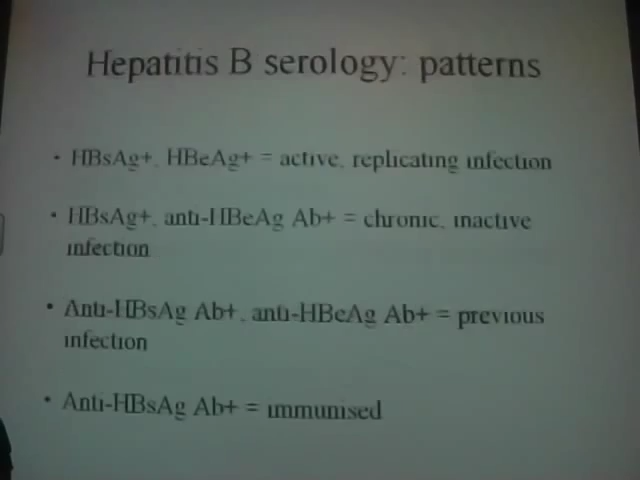 Hepatitis B serology: patterns
• HBsAg+, HBeAg+ = active, replicating infection
• HBsAg+, anti-HBeAg Ab+ = chronic, inactive
infection
• Anti-HBsAg Ab+, anti-HBeAg Ab+ = previous
infection
• Anti-HBsAg Ab+ = immunised